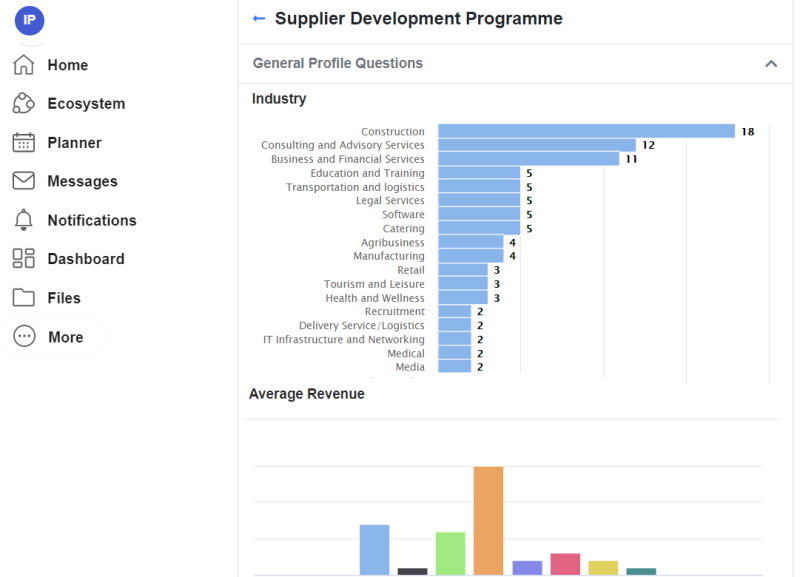 IP
Home
Ecosystem
Planner
Messages
Notifications
Dashboard
Files
More
← Supplier Development Programme
General Profile Questions
Industry
Construction 18
Consulting and Advisory Services 12
Business and Financial Services 11
Education and Training 5
Transportation and logistics 5
Legal Services 5
Software 5
Catering 5
Agribusiness 4
Manufacturing 4
Retail 3
Tourism and Leisure 3
Health and Wellness 3
Recruitment 2
Delivery Service/Logistics 2
IT Infrastructure and Networking 2
Medical 2
Media 2
Average Revenue